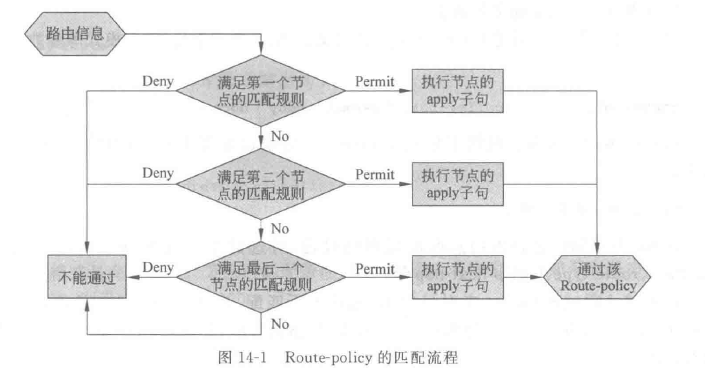 路由信息
Deny
满足第一个节
点的匹配规则
Permit
执行节点的
apply子句
No
Deny
满足第二个节
点的匹配规则
Permit
执行节点的
apply子句
No
不能通过
Deny
满足最后一个
节点的匹配规则
Permit
执行节点的
apply子句
通过该
Route-policy
No
图 14-1 Route-policy 的匹配流程